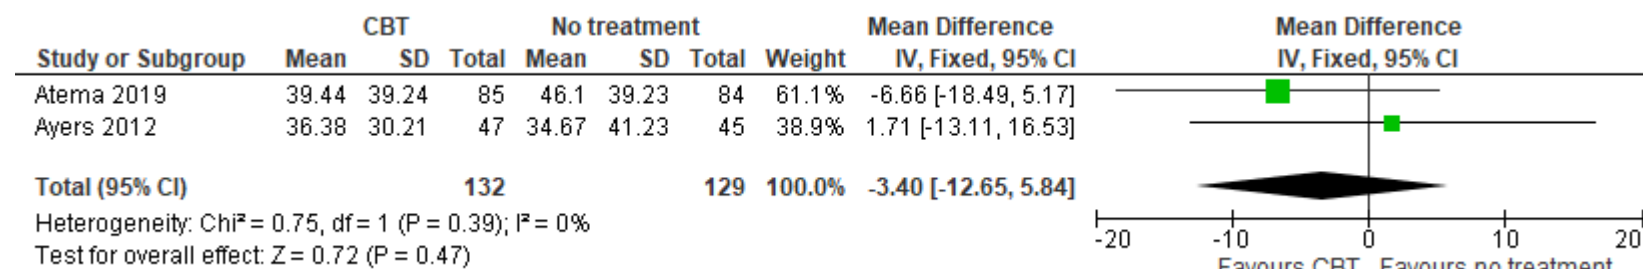 CBT No treatment Mean Difference Mean Difference
Study or Subgroup Mean SD Total Mean SD Total Weight IV, Fixed, 95% CI IV, Fixed, 95% CI
Atema 2019 39.44 39.24 85 46.1 39.23 84 61.1% -6.66 [-18.49, 5.17]
Ayers 2012 36.38 30.21 47 34.67 41.23 45 38.9% 1.71 [-13.11, 16.53]
Total (95% CI) 132 129 100.0% -3.40 [-12.65, 5.84]
Heterogeneity: Chi² = 0.75, df = 1 (P = 0.39); I² = 0%
Test for overall effect: Z = 0.72 (P = 0.47)
-20 -10 0 10 20
Favours CBT Favours no treatment